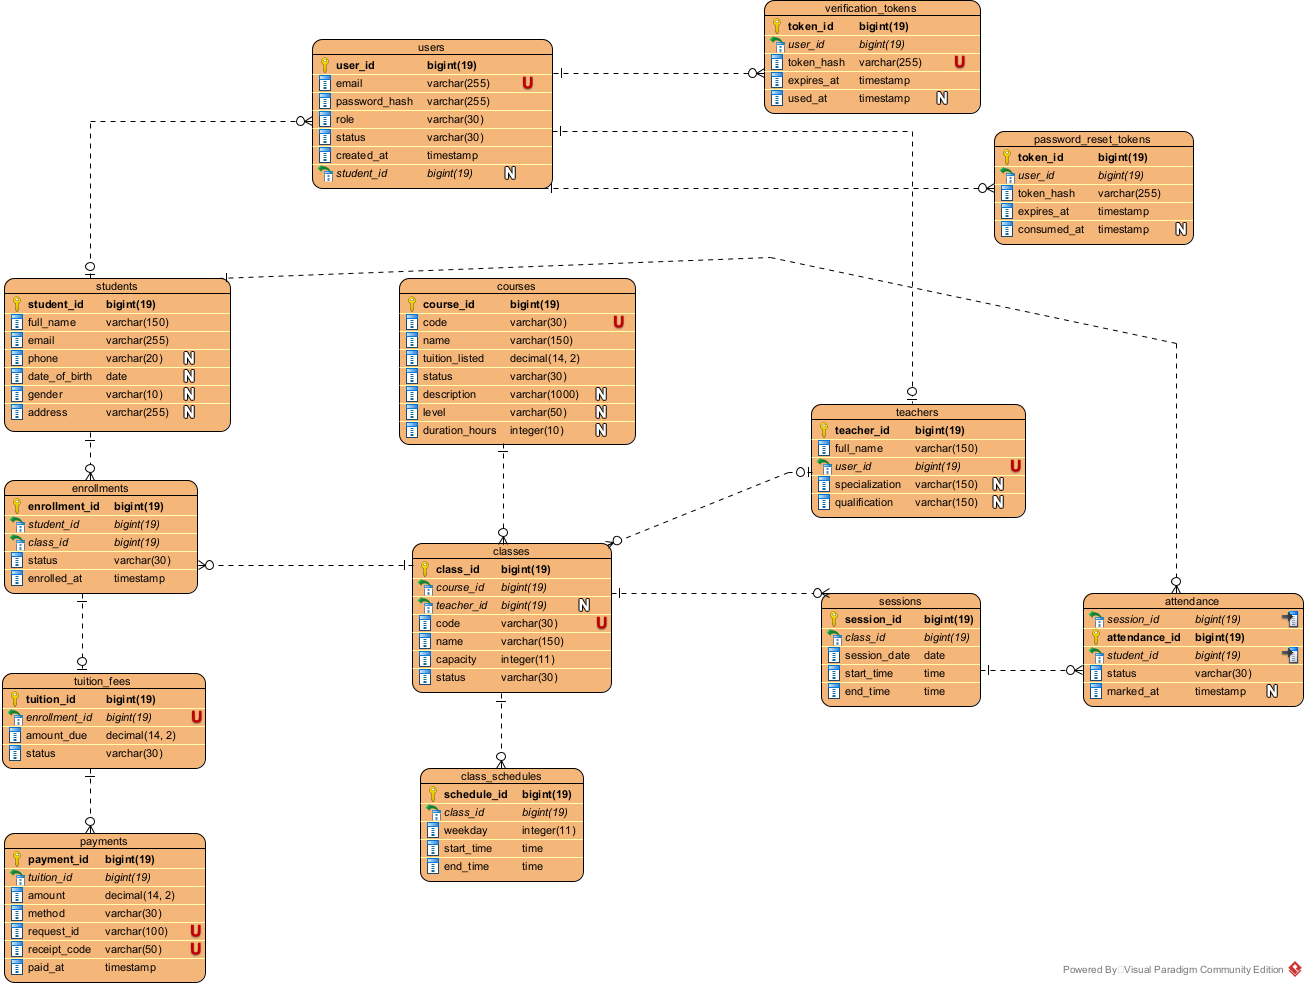 verification_tokens
token_id bigint(19)
user_id bigint(19)
token_hash varchar(255) U
expires_at timestamp
used_at timestamp N
users
user_id bigint(19)
email varchar(255) U
password_hash varchar(255)
role varchar(30)
status varchar(30)
created_at timestamp
student_id bigint(19) N
password_reset_tokens
token_id bigint(19)
user_id bigint(19)
token_hash varchar(255)
expires_at timestamp
consumed_at timestamp N
students
student_id bigint(19)
full_name varchar(150)
email varchar(255)
phone varchar(20) N
date_of_birth date N
gender varchar(10) N
address varchar(255) N
courses
course_id bigint(19)
code varchar(30) U
name varchar(150)
tuition_listed decimal(14, 2)
status varchar(30)
description varchar(1000) N
level varchar(50) N
duration_hours integer(10) N
teachers
teacher_id bigint(19)
full_name varchar(150)
user_id bigint(19) U
specialization varchar(150) N
qualification varchar(150) N
enrollments
enrollment_id bigint(19)
student_id bigint(19)
class_id bigint(19)
status varchar(30)
enrolled_at timestamp
classes
class_id bigint(19)
course_id bigint(19)
teacher_id bigint(19) N
code varchar(30) U
name varchar(150)
capacity integer(11)
status varchar(30)
sessions
session_id bigint(19)
class_id bigint(19)
session_date date
start_time time
end_time time
attendance
session_id bigint(19)
attendance_id bigint(19)
student_id bigint(19)
status varchar(30)
marked_at timestamp N
tuition_fees
tuition_id bigint(19)
enrollment_id bigint(19) U
amount_due decimal(14, 2)
status varchar(30)
class_schedules
schedule_id bigint(19)
class_id bigint(19)
weekday integer(11)
start_time time
end_time time
payments
payment_id bigint(19)
tuition_id bigint(19)
amount decimal(14, 2)
method varchar(30)
request_id varchar(100) U
receipt_code varchar(50) U
paid_at timestamp
Powered By Visual Paradigm Community Edition